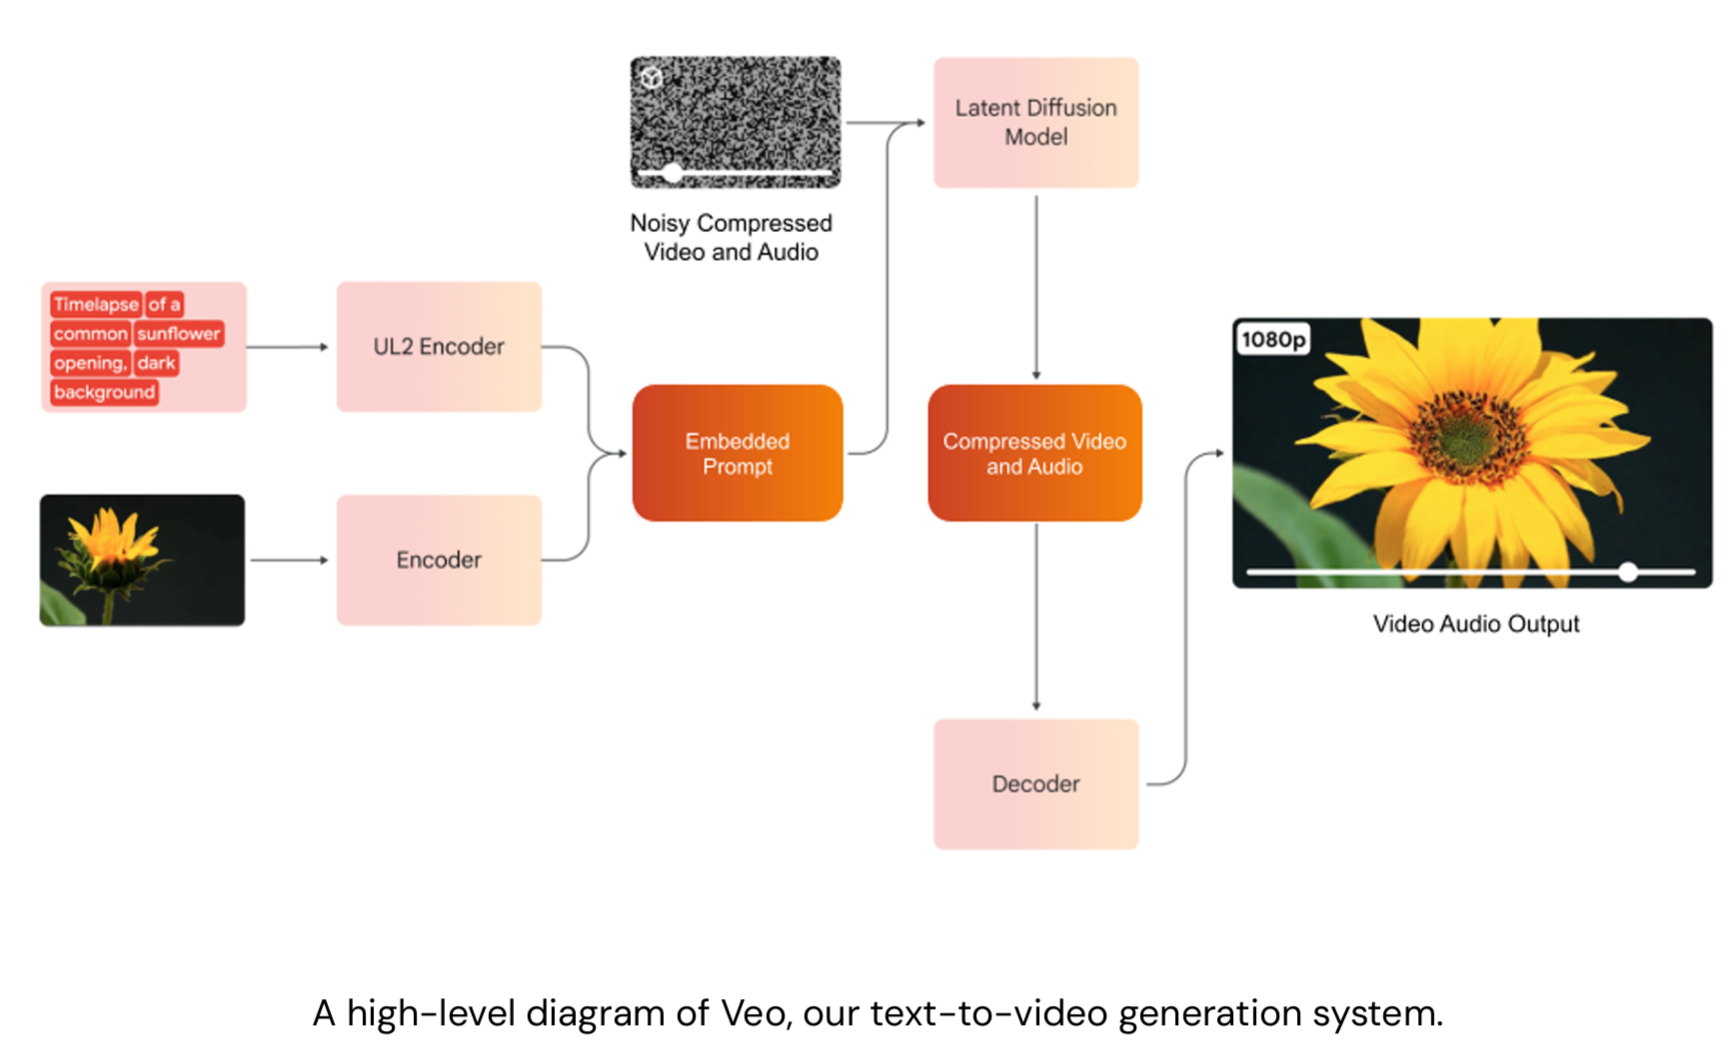 Noisy Compressed
Video and Audio
Latent Diffusion
Model
Timelapse of a
common sunflower
opening, dark
background
UL2 Encoder
Encoder
Embedded
Prompt
Compressed Video
and Audio
Decoder
1080p
Video Audio Output
A high-level diagram of Veo, our text-to-video generation system.